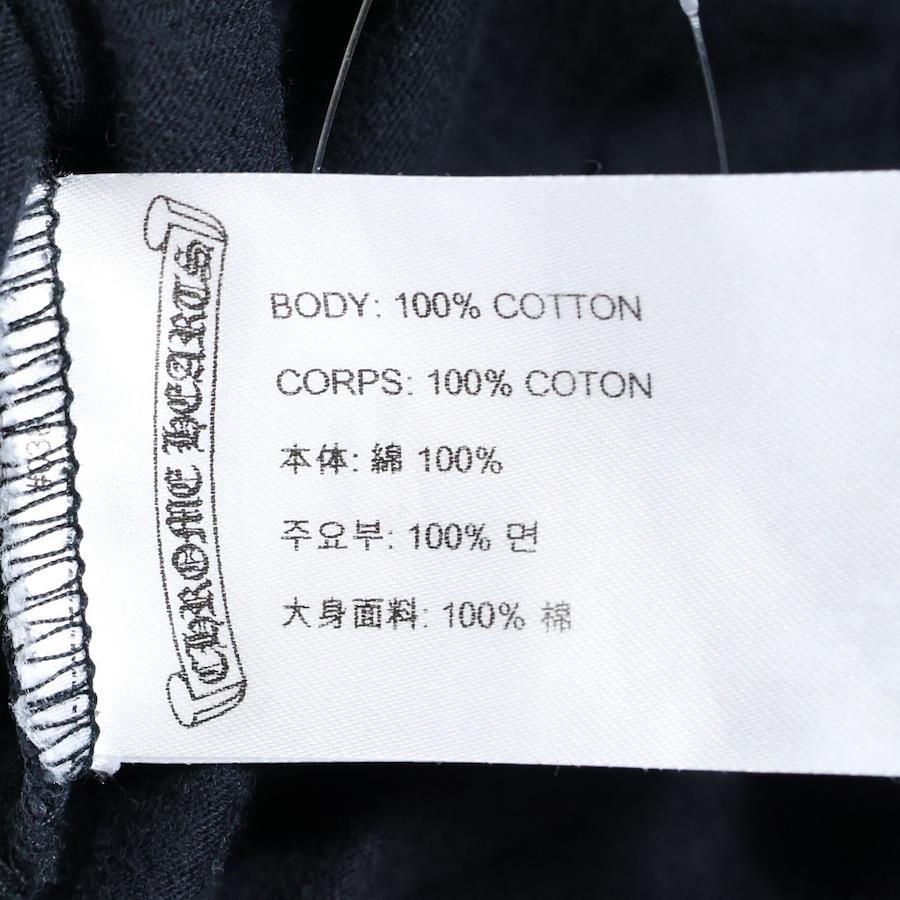 CHROME HEARTS
BODY: 100% COTTON
CORPS: 100% COTON
本体: 綿 100%
주요부: 100% 면
大身面料: 100% 棉